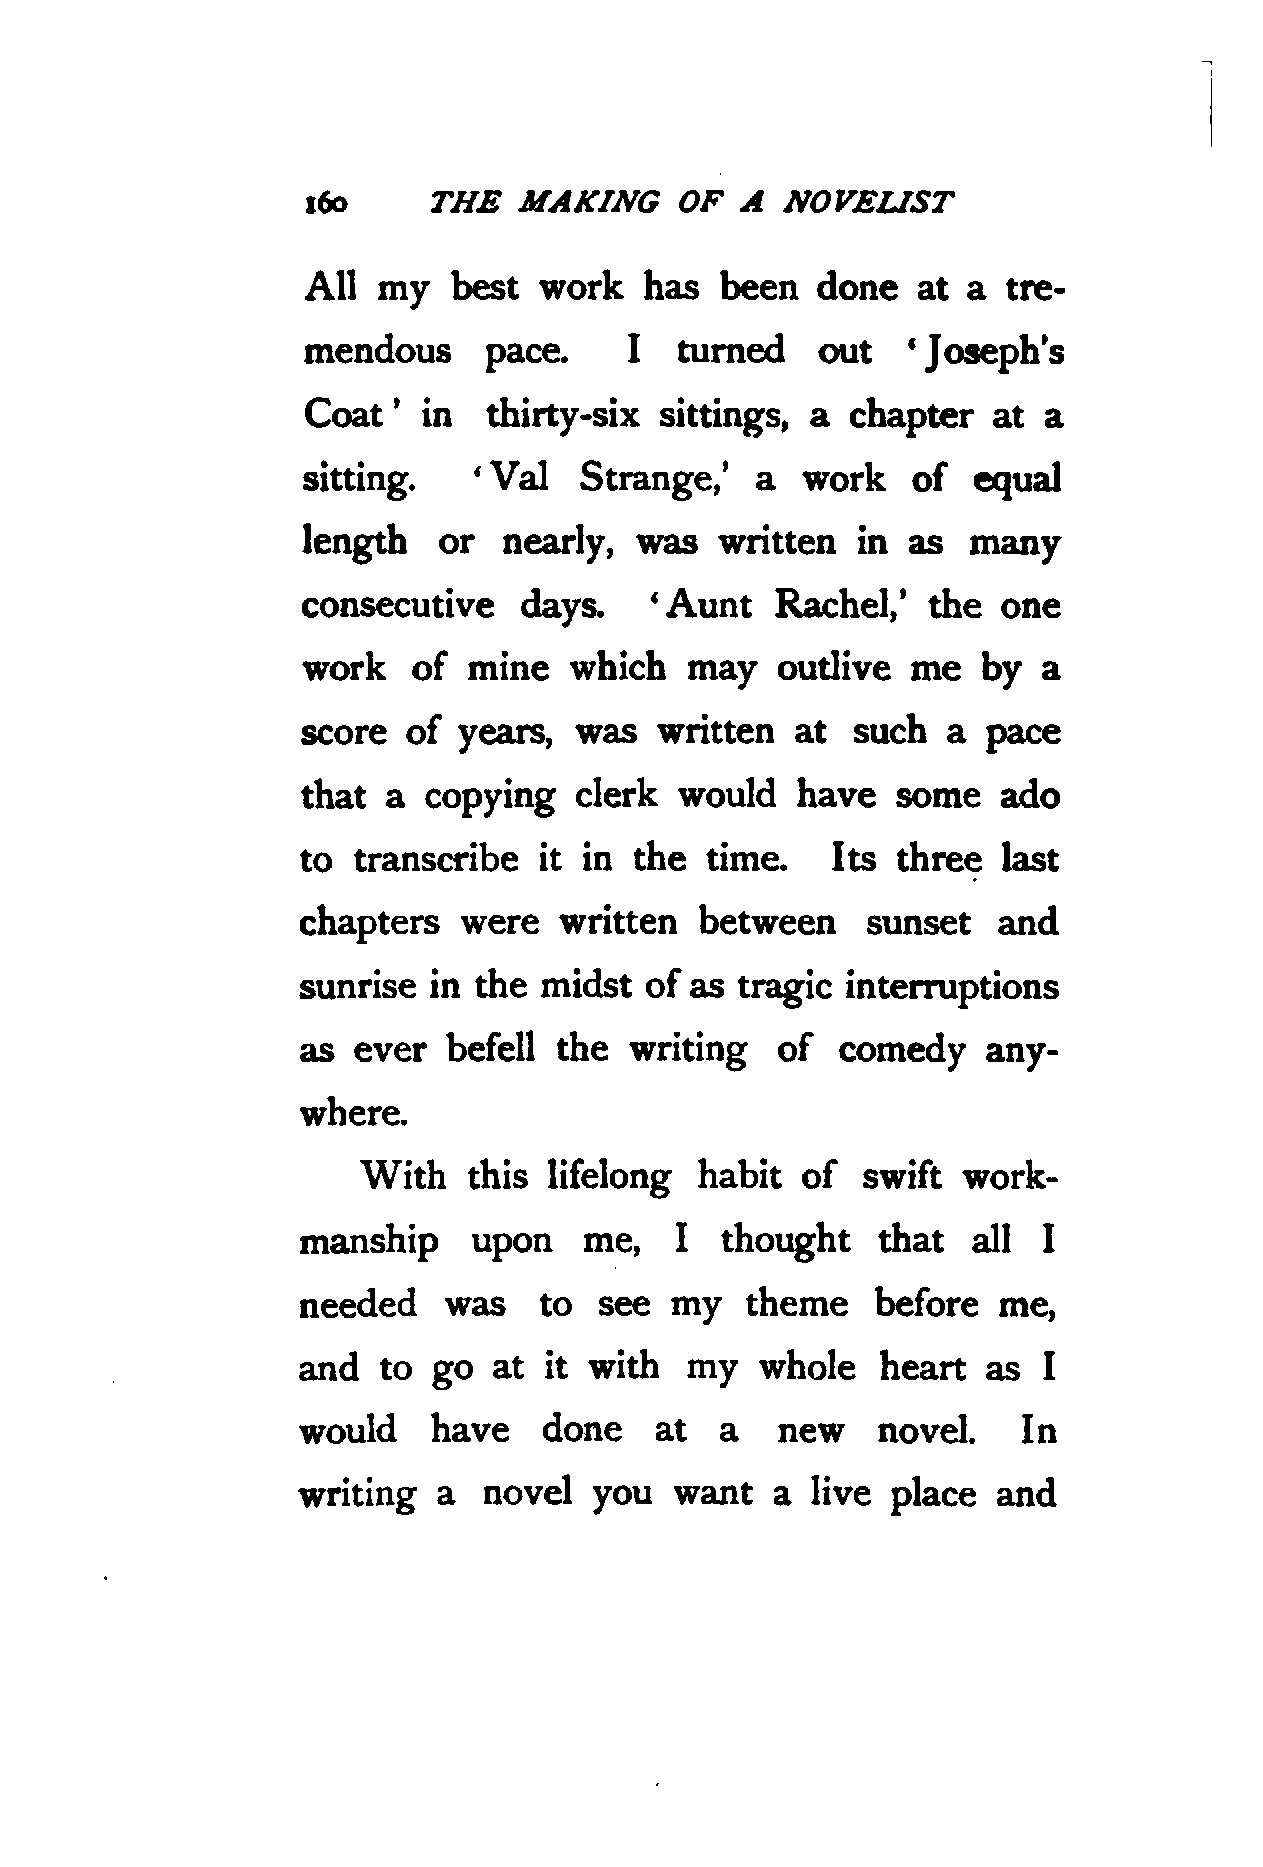 160 THE MAKING OF A NOVELIST
All my best work has been done at a tre-
mendous pace. I turned out ‘Joseph's
Coat’ in thirty-six sittings, a chapter at a
sitting. ‘Val Strange,’ a work of equal
length or nearly, was written in as many
consecutive days. ‘Aunt Rachel,’ the one
work of mine which may outlive me by a
score of years, was written at such a pace
that a copying clerk would have some ado
to transcribe it in the time. Its three last
chapters were written between sunset and
sunrise in the midst of as tragic interruptions
as ever befell the writing of comedy any-
where.
With this lifelong habit of swift work-
manship upon me, I thought that all I
needed was to see my theme before me,
and to go at it with my whole heart as I
would have done at a new novel. In
writing a novel you want a live place and